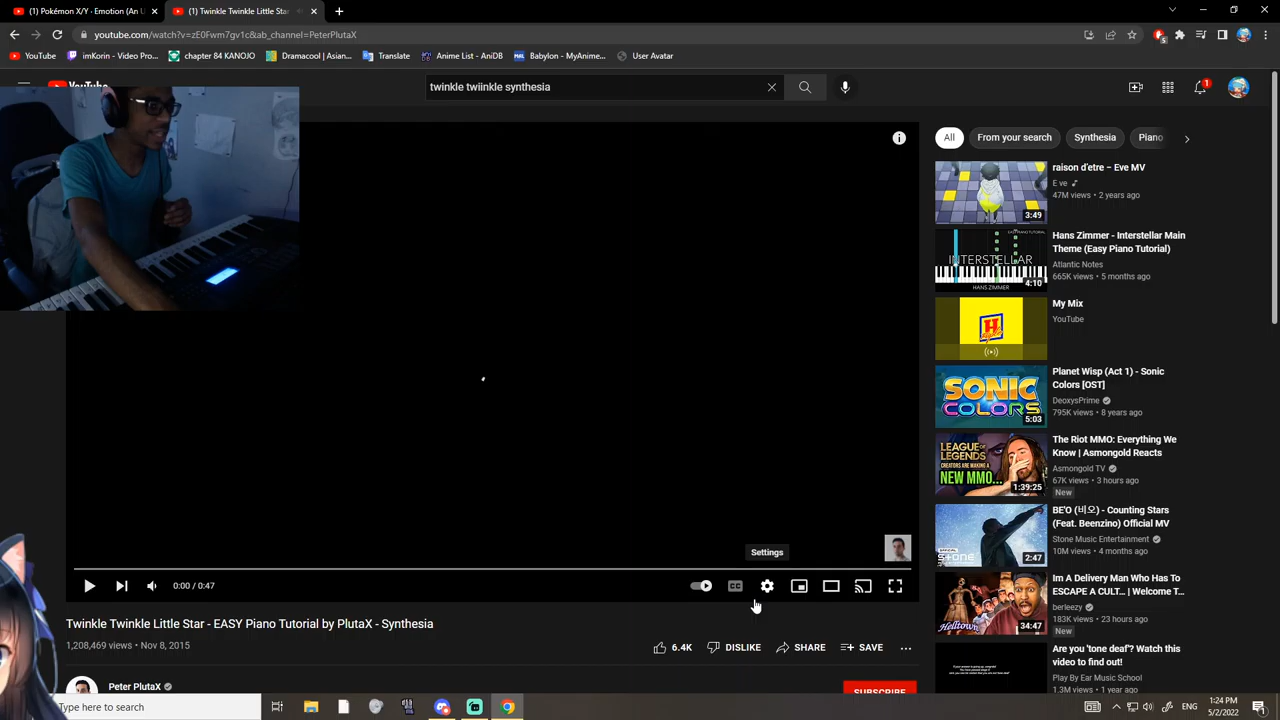 (1) Pokémon X/Y - Emotion (An U
(1) Twinkle Twinkle Little Star
youtube.com/watch?v=zE0Fwm7gv1c&ab_channel=PeterPlutaX
YouTube
imKorin - Video Pro...
chapter 84 KANOJO
Dramacool | Asian...
Translate
Anime List - AniDB
Babylon - MyAnime...
User Avatar
twinkle twiinkle synthesia
1
All
From your search
Synthesia
Piano
raison d'etre – Eve MV
E ve
47M views • 2 years ago
3:49
Hans Zimmer - Interstellar Main
Theme (Easy Piano Tutorial)
Atlantic Notes
665K views • 5 months ago
EASY PIANO TUTORIAL
INTERSTELLAR
HANS ZIMMER
4:10
My Mix
YouTube
Planet Wisp (Act 1) - Sonic
Colors [OST]
DeoxysPrime
795K views • 8 years ago
SONIC
COLORS
5:03
The Riot MMO: Everything We
Know | Asmongold Reacts
Asmongold TV
67K views • 3 hours ago
New
LEAGUE OF
LEGENDS
CREATORS ARE MAKING A
NEW MMO...
1:39:25
BE'O (비오) - Counting Stars
(Feat. Beenzino) Official MV
Stone Music Entertainment
10M views • 4 months ago
2:47
Im A Delivery Man Who Has To
ESCAPE A CULT... | Welcome T...
berleezy
183K views • 23 hours ago
New
Helltown
34:47
Are you 'tone deaf'? Watch this
video to find out!
Play By Ear Music School
1.3M views • 1 year ago
Settings
0:00 / 0:47
CC
Twinkle Twinkle Little Star - EASY Piano Tutorial by PlutaX - Synthesia
1,208,469 views • Nov 8, 2015
6.4K
DISLIKE
SHARE
SAVE
Peter PlutaX
SUBSCRIBE
Type here to search
ENG
1:24 PM
5/2/2022